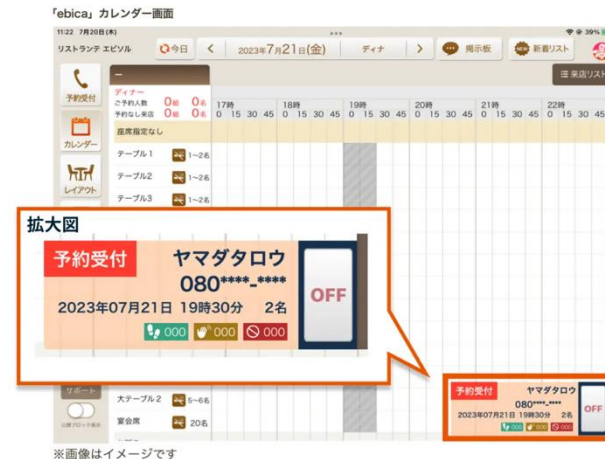 「ebica」カレンダー画面
11:22 7月20日(木)
39%
リストランテ エビソル
今日
2023年7月21日(金)
ディナ
掲示板
NEW 新着リスト
来店リスト
予約受付
カレンダー
レイアウト
ディナー
ご予約人数 0組 0名
予約なし来店 0組 0名
17時 18時 19時 20時 21時 22時
0 15 30 45 0 15 30 45 0 15 30 45 0 15 30 45 0 15 30 45 0 15 30 45
座席指定なし
テーブル1 1~2名
テーブル2 1~2名
テーブル3 1~2名
拡大図
予約受付 ヤマダタロウ
080****-****
2023年07月21日 19時30分 2名
000 000 000
OFF
サポート
大テーブル2 5~6名
宴会席 20名
予約受付 ヤマダタロウ
080****-****
2023年07月21日 19時30分 2名
000 000 000
OFF
※画像はイメージです